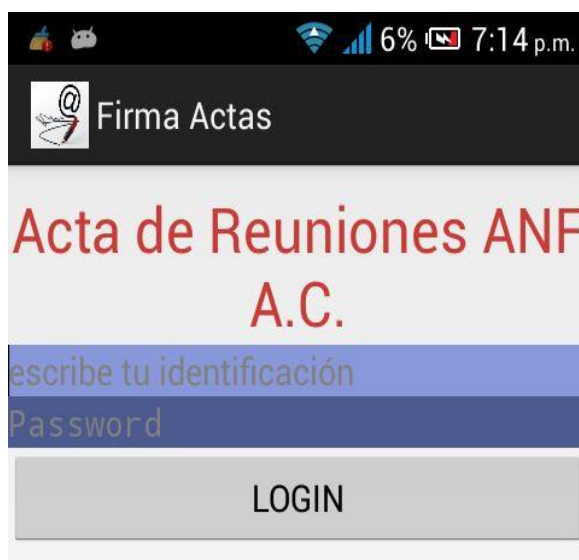 6% 7:14 p.m.
@
Firma Actas
Acta de Reuniones ANF
A.C.
escribe tu identificación
Password
LOGIN